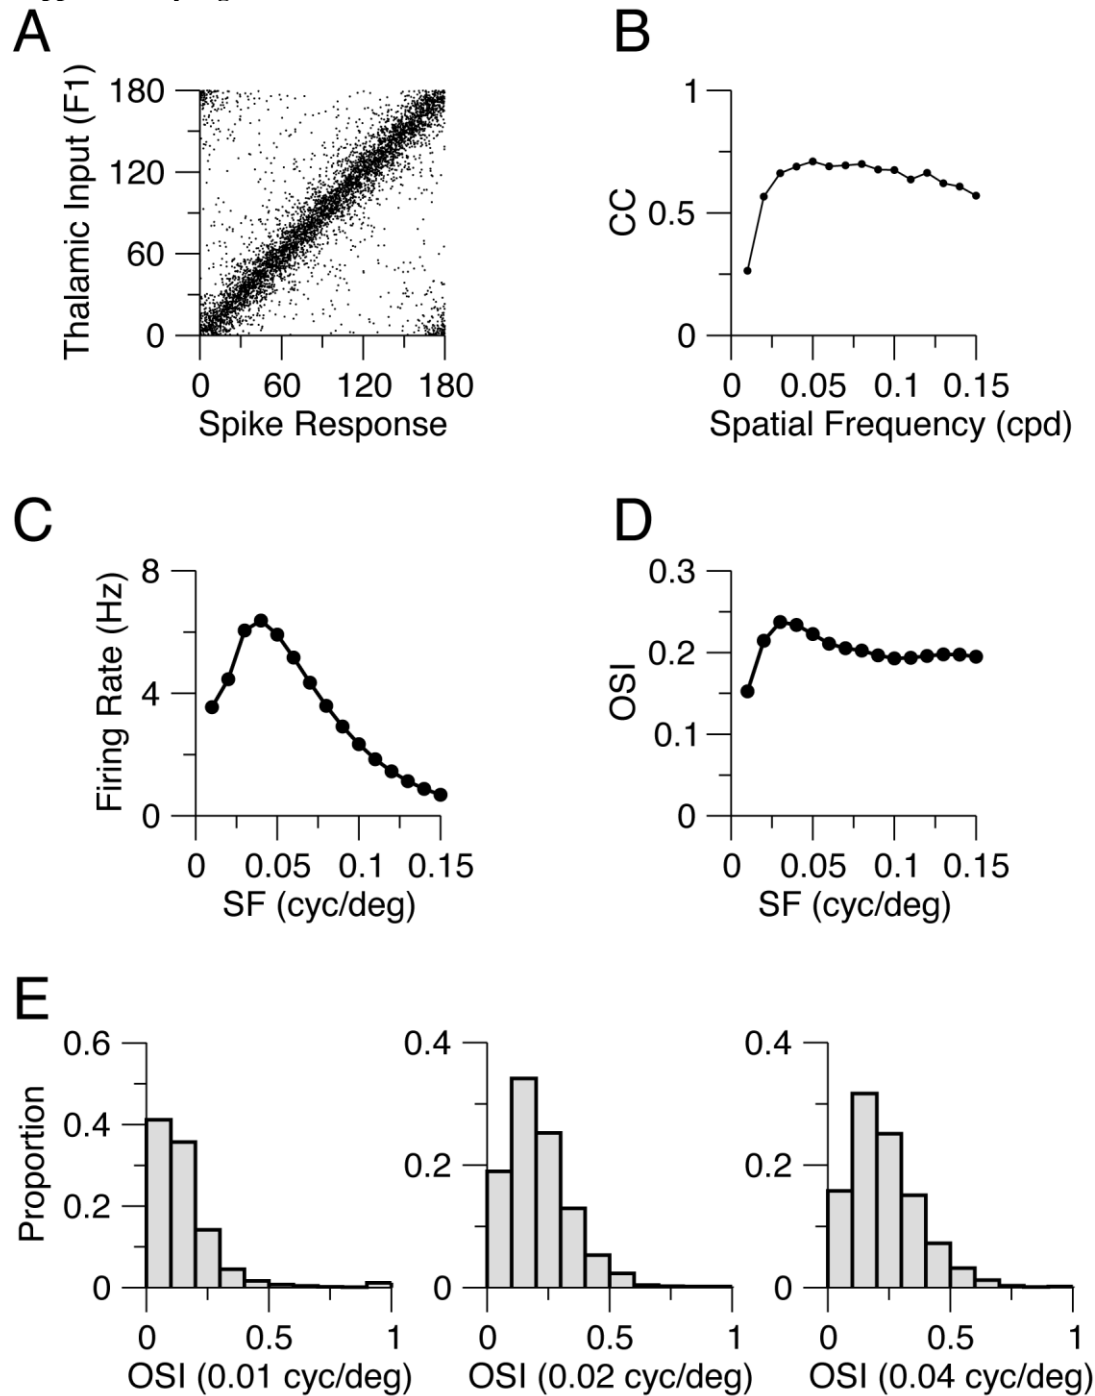 A
Thalamic Input (F1)
180
120
60
0
0 60 120 180
Spike Response
B
CC
1
0.5
0
0 0.05 0.1 0.15
Spatial Frequency (cpd)
C
Firing Rate (Hz)
8
4
0
0 0.05 0.1 0.15
SF (cyc/deg)
D
OSI
0.3
0.2
0.1
0
0 0.05 0.1 0.15
SF (cyc/deg)
E
Proportion
0.6
0.4
0.2
0
0 0.5 1
OSI (0.01 cyc/deg)
0.4
0.2
0
0 0.5 1
OSI (0.02 cyc/deg)
0.4
0.2
0
0 0.5 1
OSI (0.04 cyc/deg)